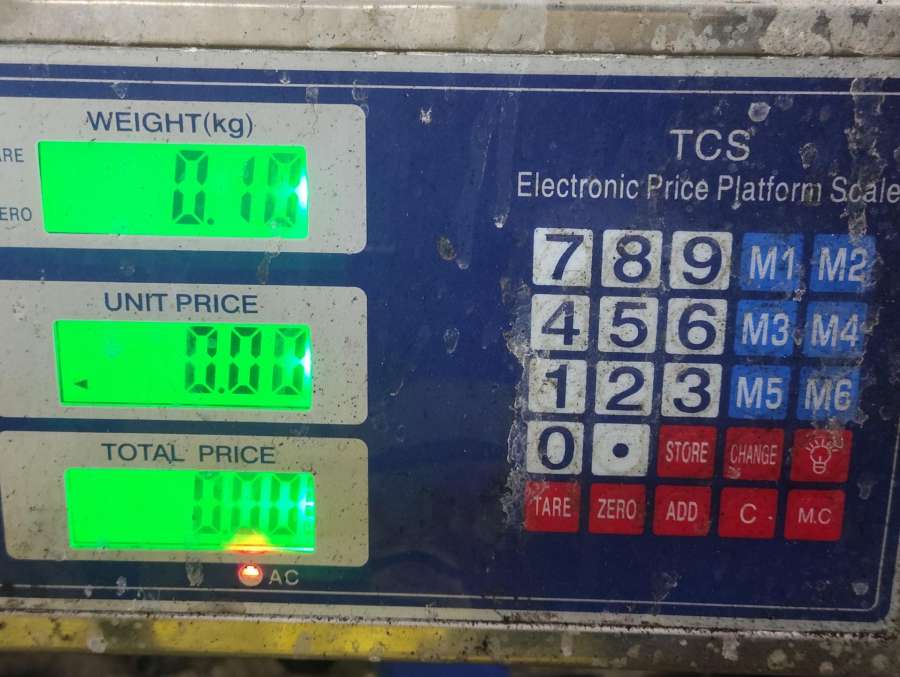 WEIGHT(kg)
0.10
UNIT PRICE
0.00
TOTAL PRICE
0.00
AC
TCS
Electronic Price Platform Scale
7 8 9 M1 M2
4 5 6 M3 M4
1 2 3 M5 M6
0 . STORE CHANGE
TARE ZERO ADD C M.C